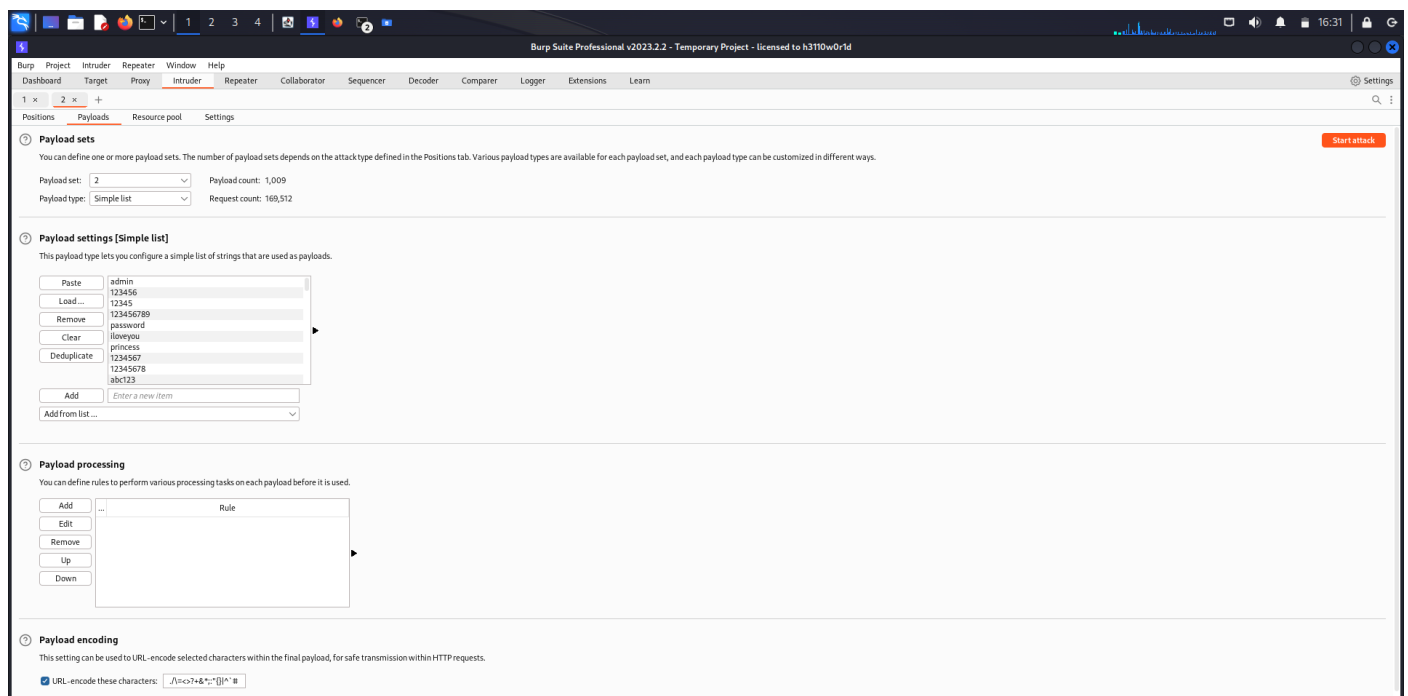 1 2 3 4 2 16:31
Burp Suite Professional v2023.2.2 - Temporary Project - licensed to h3110w0r1d
Burp Project Intruder Repeater Window Help
Dashboard Target Proxy Intruder Repeater Collaborator Sequencer Decoder Comparer Logger Extensions Learn Settings
1 × 2 × +
Positions Payloads Resource pool Settings
? Payload sets Start attack
You can define one or more payload sets. The number of payload sets depends on the attack type defined in the Positions tab. Various payload types are available for each payload set, and each payload type can be customized in different ways.
Payload set: 2 Payload count: 1,009
Payload type: Simple list Request count: 169,512
? Payload settings [Simple list]
This payload type lets you configure a simple list of strings that are used as payloads.
Paste
Load ...
Remove
Clear
Deduplicate
admin
123456
12345
123456789
password
iloveyou
princess
1234567
12345678
abc123
Add Enter a new item
Add from list ...
? Payload processing
You can define rules to perform various processing tasks on each payload before it is used.
Add ... Rule
Edit
Remove
Up
Down
? Payload encoding
This setting can be used to URL-encode selected characters within the final payload, for safe transmission within HTTP requests.
URL-encode these characters: ./\=<>?+&*;:"{}|^`#